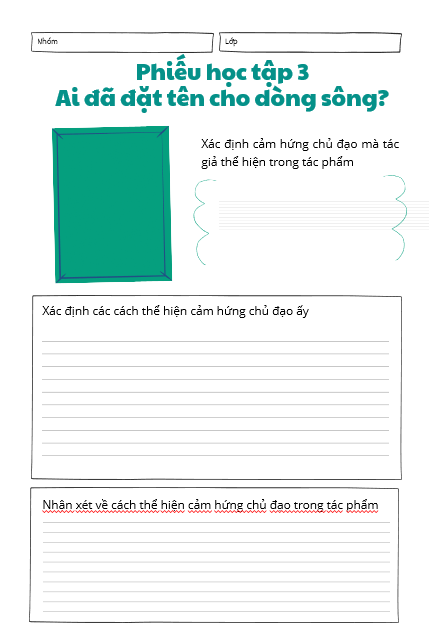 Nhóm
Lớp
Phiếu học tập 3
Ai đã đặt tên cho dòng sông?
Xác định cảm hứng chủ đạo mà tác
giả thể hiện trong tác phẩm
Xác định các cách thể hiện cảm hứng chủ đạo ấy
Nhận xét về cách thể hiện cảm hứng chủ đạo trong tác phẩm